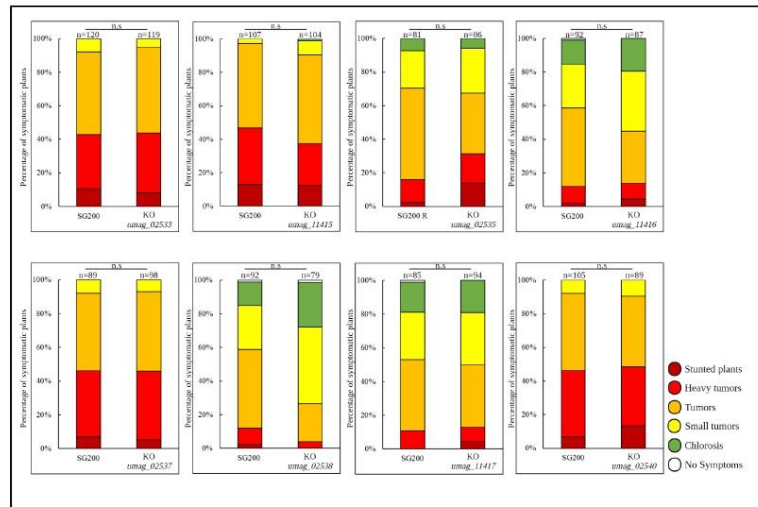 n.s n.s n.s n.s
n=120 n=119 n=107 n=104 n=81 n=86 n=92 n=87
Percentage of symptomatic plants
100%
80%
60%
40%
20%
0%
SG200 KO
umag_02533
Percentage of symptomatic plants
100%
80%
60%
40%
20%
0%
SG200 KO
umag_11415
Percentage of symptomatic plants
100%
80%
60%
40%
20%
0%
SG200 R KO
umag_02535
Percentage of symptomatic plants
100%
80%
60%
40%
20%
0%
SG200 KO
umag_11416
n.s n.s n.s n.s
n=89 n=98 n=92 n=79 n=85 n=94 n=105 n=89
Percentage of symptomatic plants
100%
80%
60%
40%
20%
0%
SG200 KO
umag_02537
Percentage of symptomatic plants
100%
80%
60%
40%
20%
0%
SG200 KO
umag_02538
Percentage of symptomatic plants
100%
80%
60%
40%
20%
0%
SG200 KO
umag_11417
Percentage of symptomatic plants
100%
80%
60%
40%
20%
0%
SG200 KO
umag_02540
Stunted plants
Heavy tumors
Tumors
Small tumors
Chlorosis
No Symptoms